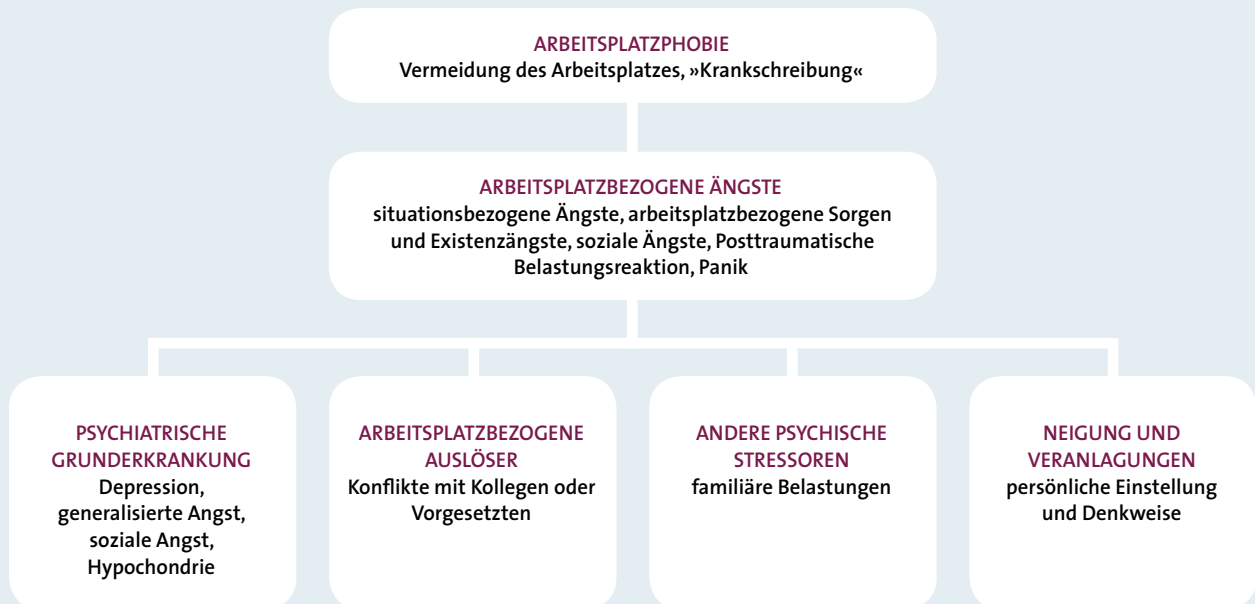 ARBEITSPLATZPHOBIE
Vermeidung des Arbeitsplatzes, »Krankschreibung«
ARBEITSPLATZBEZOGENE ÄNGSTE
situationsbezogene Ängste, arbeitsplatzbezogene Sorgen
und Existenzängste, soziale Ängste, Posttraumatische
Belastungsreaktion, Panik
PSYCHIATRISCHE
GRUNDERKRANKUNG
Depression,
generalisierte Angst,
soziale Angst,
Hypochondrie
ARBEITSPLATZBEZOGENE
AUSLÖSER
Konflikte mit Kollegen oder
Vorgesetzten
ANDERE PSYCHISCHE
STRESSOREN
familiäre Belastungen
NEIGUNG UND
VERANLAGUNGEN
persönliche Einstellung
und Denkweise